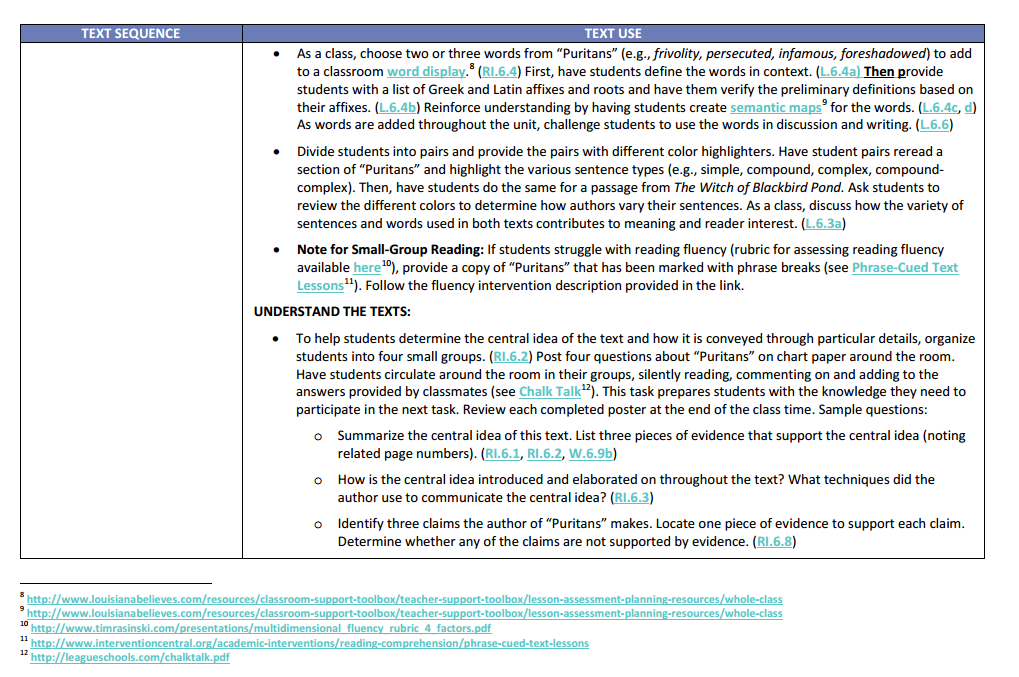 TEXT SEQUENCE
TEXT USE
• As a class, choose two or three words from “Puritans” (e.g., frivolity, persecuted, infamous, foreshadowed) to add
to a classroom word display.8 (RI.6.4) First, have students define the words in context. (L.6.4a) Then provide
students with a list of Greek and Latin affixes and roots and have them verify the preliminary definitions based on
their affixes. (L.6.4b) Reinforce understanding by having students create semantic maps9 for the words. (L.6.4c, d)
As words are added throughout the unit, challenge students to use the words in discussion and writing. (L.6.6)
• Divide students into pairs and provide the pairs with different color highlighters. Have student pairs reread a
section of “Puritans” and highlight the various sentence types (e.g., simple, compound, complex, compound-
complex). Then, have students do the same for a passage from The Witch of Blackbird Pond. Ask students to
review the different colors to determine how authors vary their sentences. As a class, discuss how the variety of
sentences and words used in both texts contributes to meaning and reader interest. (L.6.3a)
• Note for Small-Group Reading: If students struggle with reading fluency (rubric for assessing reading fluency
available here10), provide a copy of “Puritans” that has been marked with phrase breaks (see Phrase-Cued Text
Lessons11). Follow the fluency intervention description provided in the link.
UNDERSTAND THE TEXTS:
• To help students determine the central idea of the text and how it is conveyed through particular details, organize
students into four small groups. (RI.6.2) Post four questions about “Puritans” on chart paper around the room.
Have students circulate around the room in their groups, silently reading, commenting on and adding to the
answers provided by classmates (see Chalk Talk12). This task prepares students with the knowledge they need to
participate in the next task. Review each completed poster at the end of the class time. Sample questions:
o Summarize the central idea of this text. List three pieces of evidence that support the central idea (noting
related page numbers). (RI.6.1, RI.6.2, W.6.9b)
o How is the central idea introduced and elaborated on throughout the text? What techniques did the
author use to communicate the central idea? (RI.6.3)
o Identify three claims the author of “Puritans” makes. Locate one piece of evidence to support each claim.
Determine whether any of the claims are not supported by evidence. (RI.6.8)
8 http://www.louisianabelieves.com/resources/classroom-support-toolbox/teacher-support-toolbox/lesson-assessment-planning-resources/whole-class
9 http://www.louisianabelieves.com/resources/classroom-support-toolbox/teacher-support-toolbox/lesson-assessment-planning-resources/whole-class
10 http://www.timrasinski.com/presentations/multidimensional_fluency_rubric_4_factors.pdf
11 http://www.interventioncentral.org/academic-interventions/reading-comprehension/phrase-cued-text-lessons
12 http://leagueschools.com/chalktalk.pdf